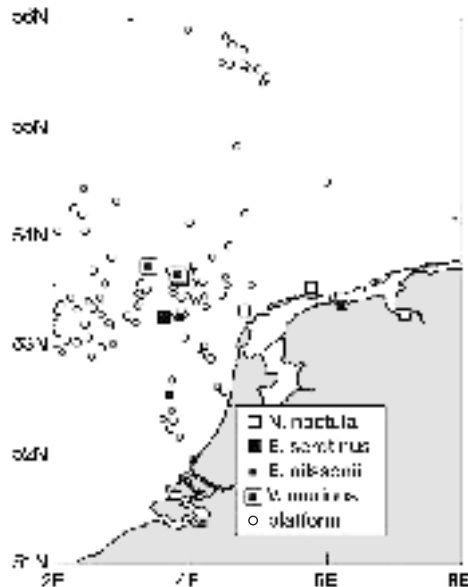 56N
55N
54N
53N
52N
51N
2E
4E
6E
8E
N. noctula
E. serotinus
E. nilssonii
V. murinus
platform